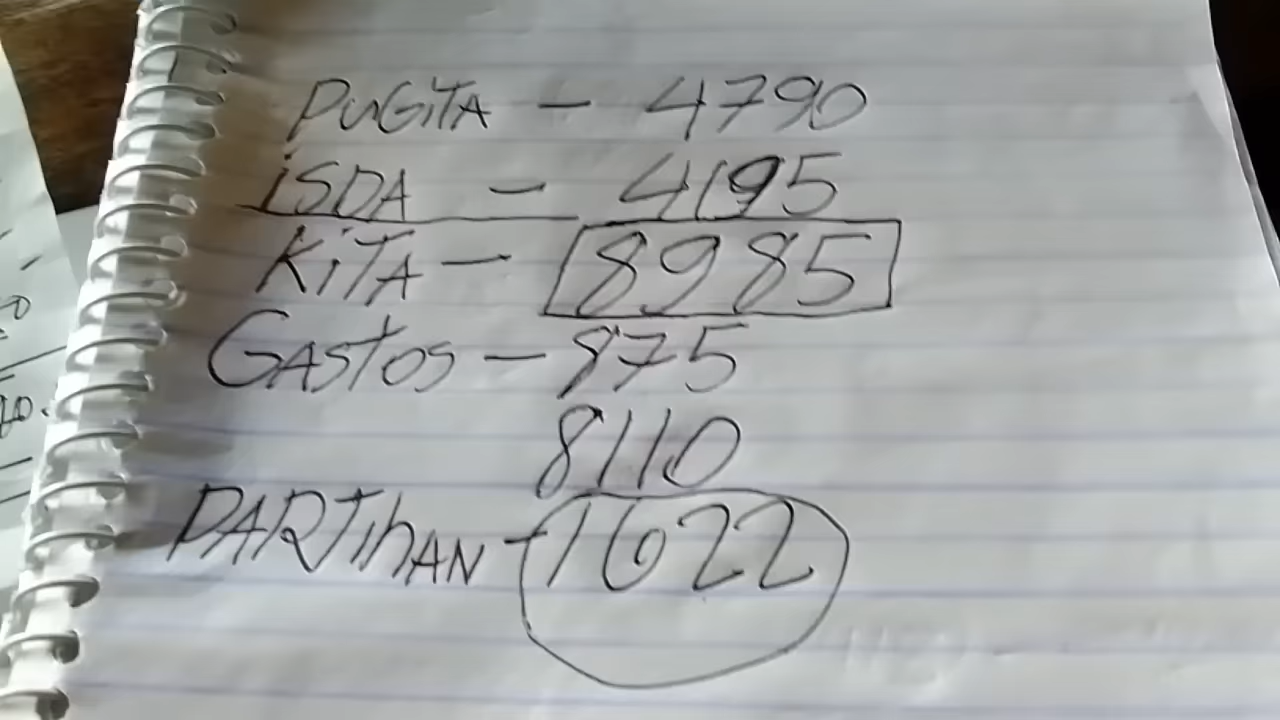 PUGITA - 4790
ISDA - 4195
KITA - 8985
GASTOS - 875
8110
PARTIHAN - 1622